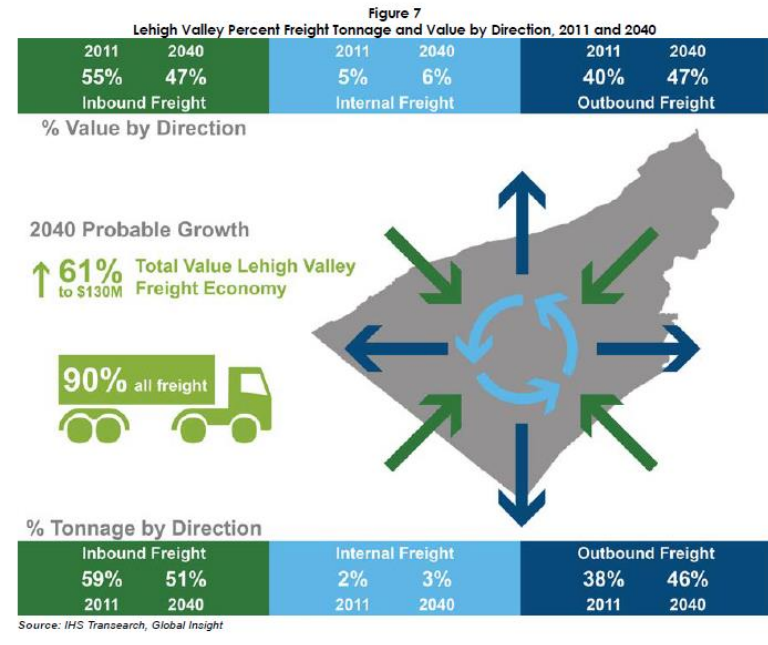 Figure 7
Lehigh Valley Percent Freight Tonnage and Value by Direction, 2011 and 2040
2011 2040 2011 2040 2011 2040
55% 47% 5% 6% 40% 47%
Inbound Freight Internal Freight Outbound Freight
% Value by Direction
2040 Probable Growth
61% Total Value Lehigh Valley
to $130M Freight Economy
90% all freight
% Tonnage by Direction
Inbound Freight Internal Freight Outbound Freight
59% 51% 2% 3% 38% 46%
2011 2040 2011 2040 2011 2040
Source: IHS Transearch, Global Insight